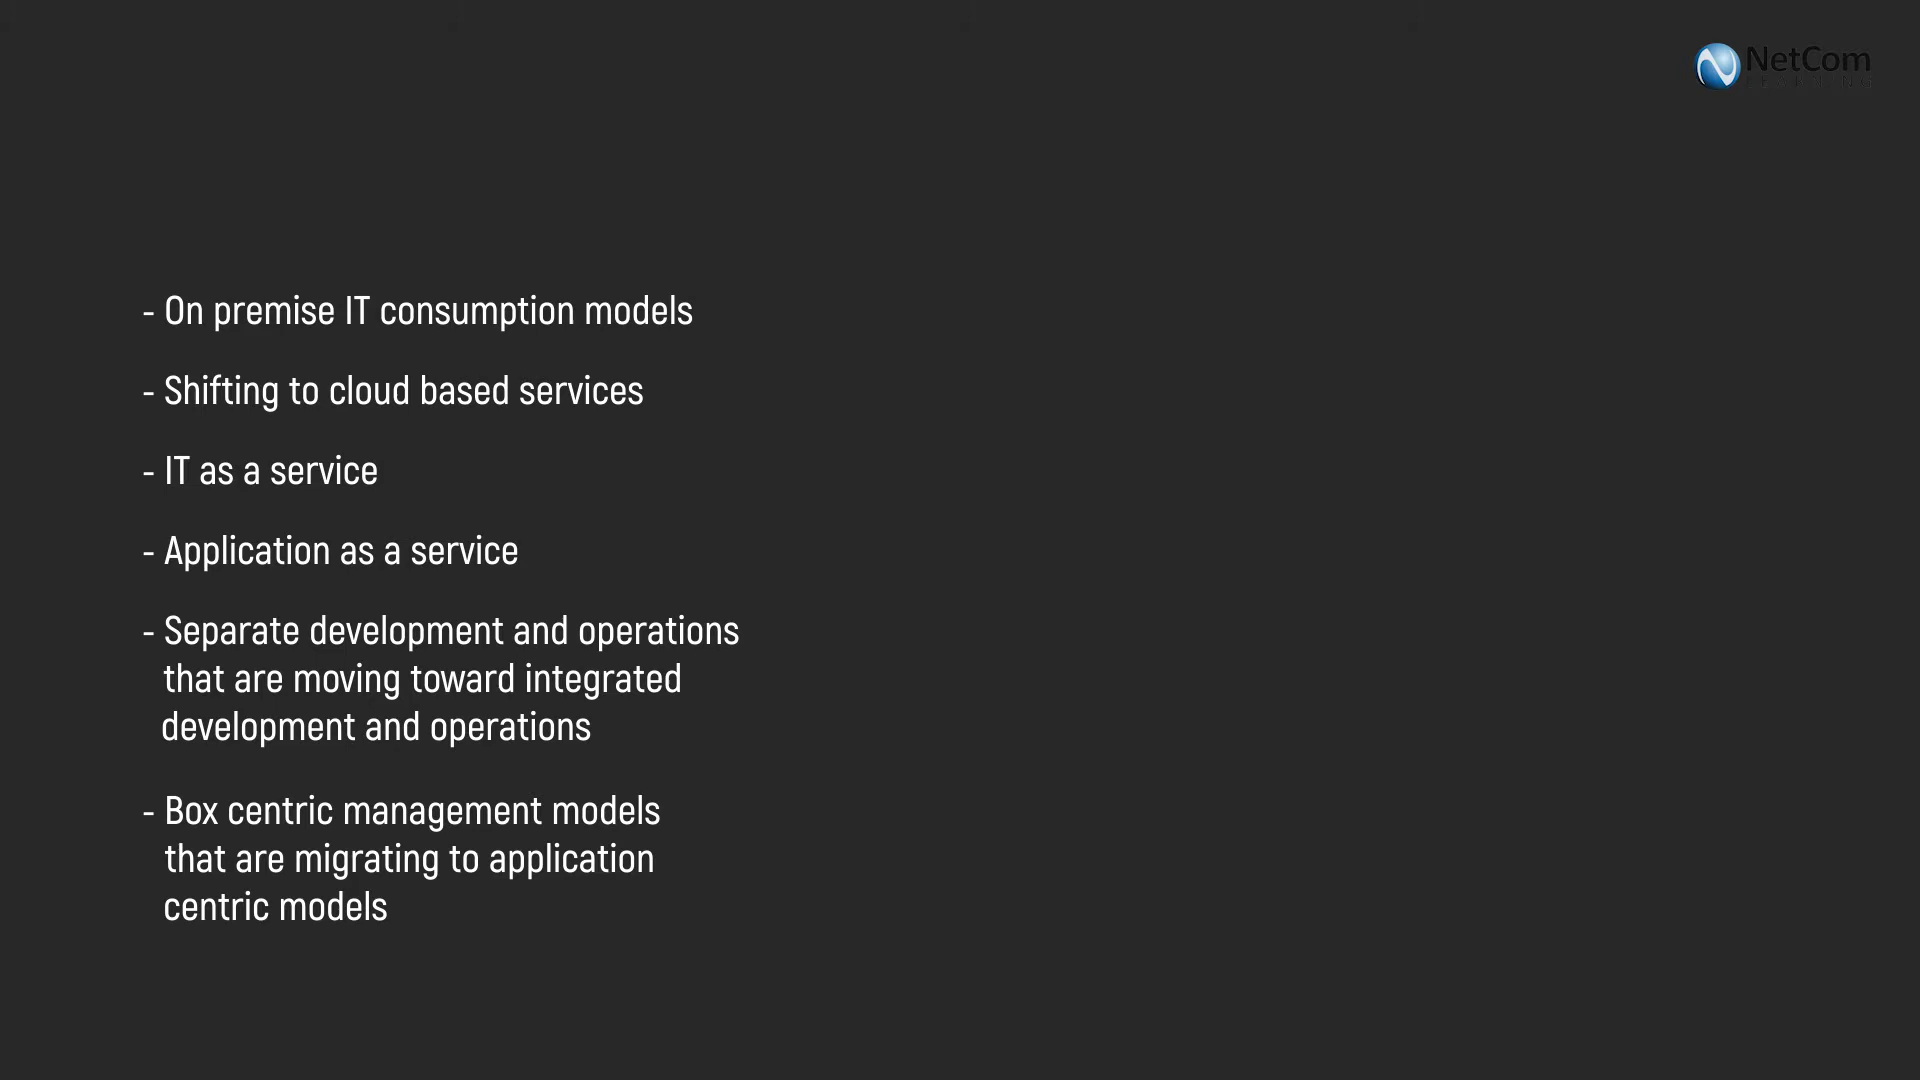 NetCom
- On premise IT consumption models
- Shifting to cloud based services
- IT as a service
- Application as a service
- Separate development and operations
that are moving toward integrated
development and operations
- Box centric management models
that are migrating to application
centric models